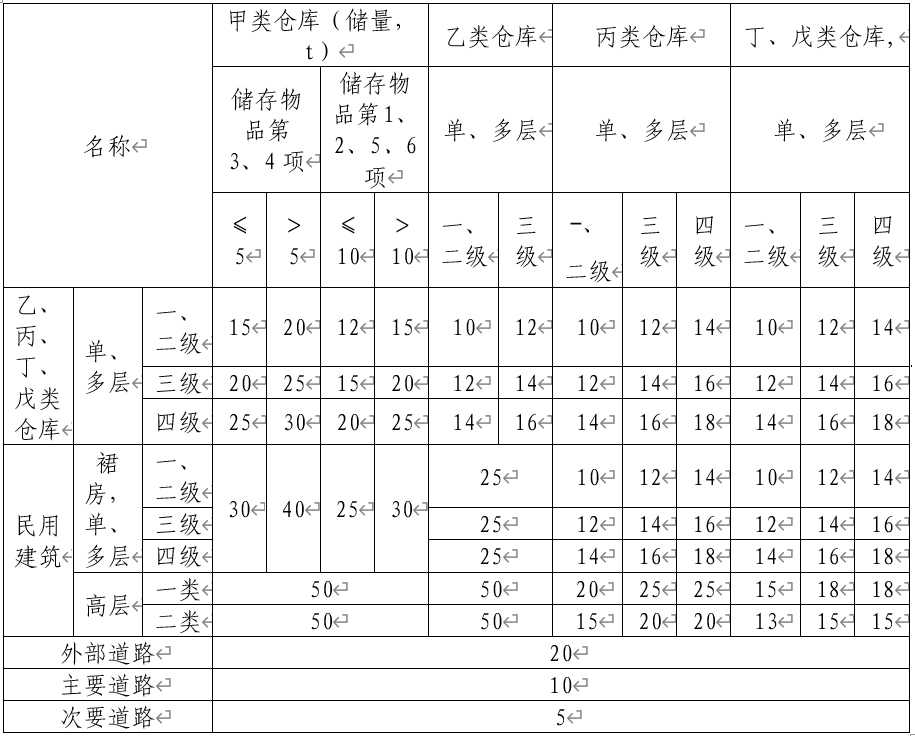 名称
甲类仓库（储量，
t）
乙类仓库
丙类仓库
丁、戊类仓库，
储存物
品第
3、4 项
储存物
品第1、
2、5、6
项
单、多层
单、多层
单、多层
≤
5
>
5
≤
10
>
10
一、
二级
三
级
一、
二级
三
级
四
级
一、
二级
三
级
四
级
乙、
丙、
丁、
戊类
仓库
单、
多层
一、
二级
15 20 12 15 10 12 10 12 14 10 12 14
三级 20 25 15 20 12 14 12 14 16 12 14 16
四级 25 30 20 25 14 16 14 16 18 14 16 18
民用
建筑
裙
房，
单、
多层
一、
二级
30 40 25 30
25 10 12 14 10 12 14
三级 25 12 14 16 12 14 16
四级 25 14 16 18 14 16 18
高层
一类 50 50 20 25 25 15 18 18
二类 50 50 15 20 20 13 15 15
外部道路 20
主要道路 10
次要道路 5